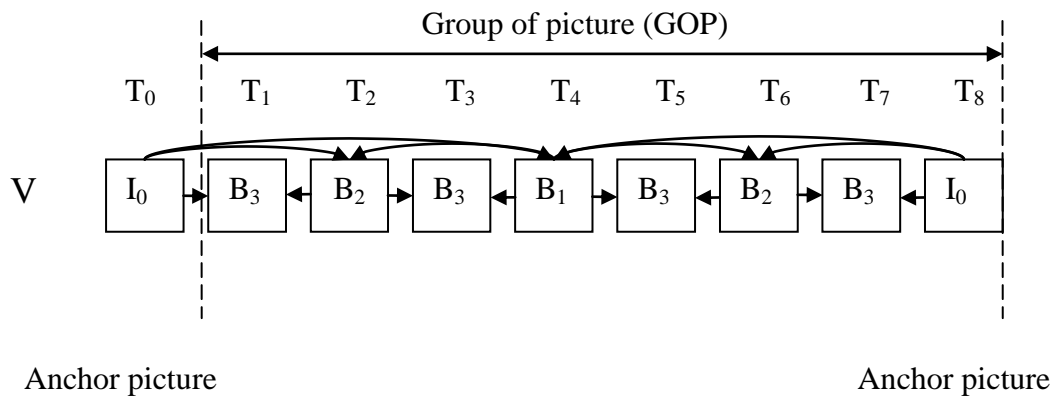 Group of picture (GOP)
T₀ T₁ T₂ T₃ T₄ T₅ T₆ T₇ T₈
V I₀ B₃ B₂ B₃ B₁ B₃ B₂ B₃ I₀
Anchor picture Anchor picture